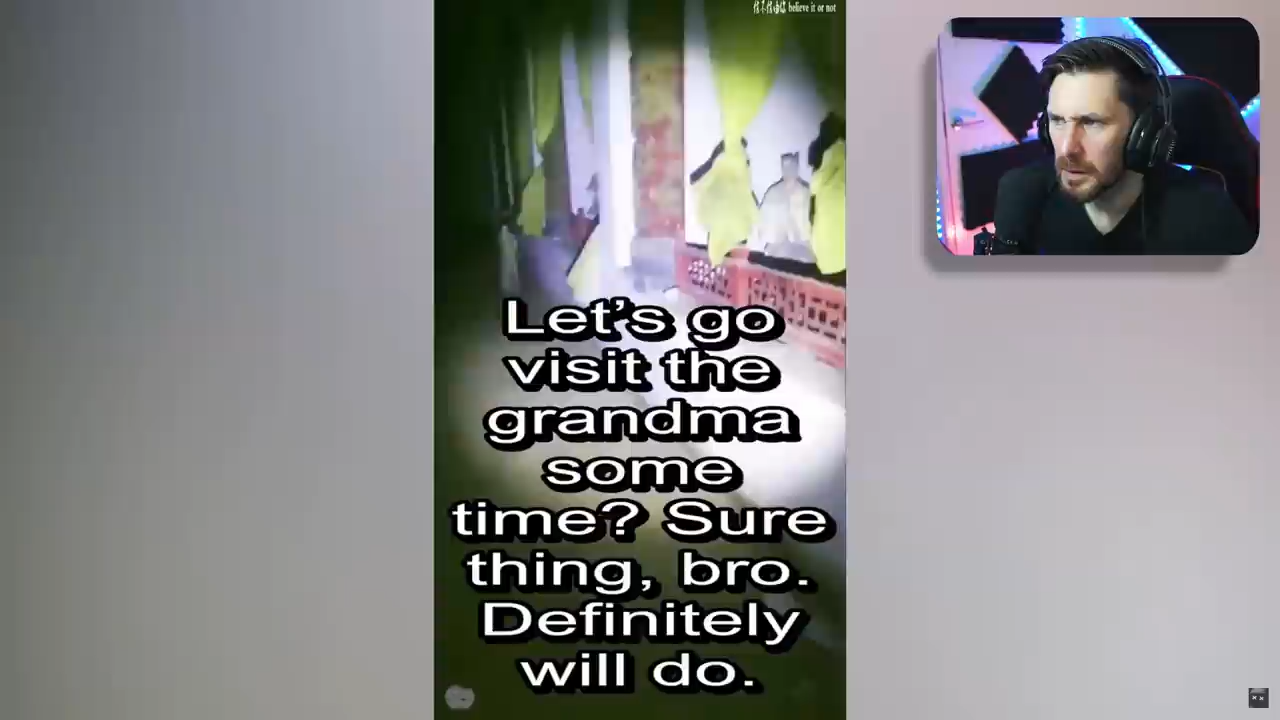 believe it or not
Let's go
visit the
grandma
some
time? Sure
thing, bro.
Definitely
will do.